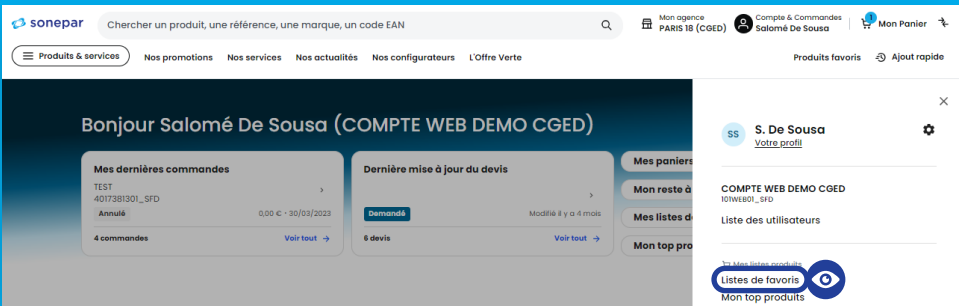 sonepar
Chercher un produit, une référence, une marque, un code EAN
Mon agence
PARIS 18 (CGED)
Compte & Commandes
Salomé De Sousa
1
Mon Panier
Produits & services
Nos promotions
Nos services
Nos actualités
Nos configurateurs
L'Offre Verte
Produits favoris
Ajout rapide
Bonjour Salomé De Sousa (COMPTE WEB DEMO CGED)
Mes dernières commandes
TEST
4017381301_SFD
Annulé
0,00 € • 30/03/2023
4 commandes
Voir tout
Dernière mise à jour du devis
Demandé
Modifié il y a 4 mois
6 devis
Voir tout
Mes paniers
Mon reste à
Mes listes d
Mon top pro
SS
S. De Sousa
Votre profil
COMPTE WEB DEMO CGED
101WEB01_SFD
Liste des utilisateurs
Mes listes produits
Listes de favoris
Mon top produits